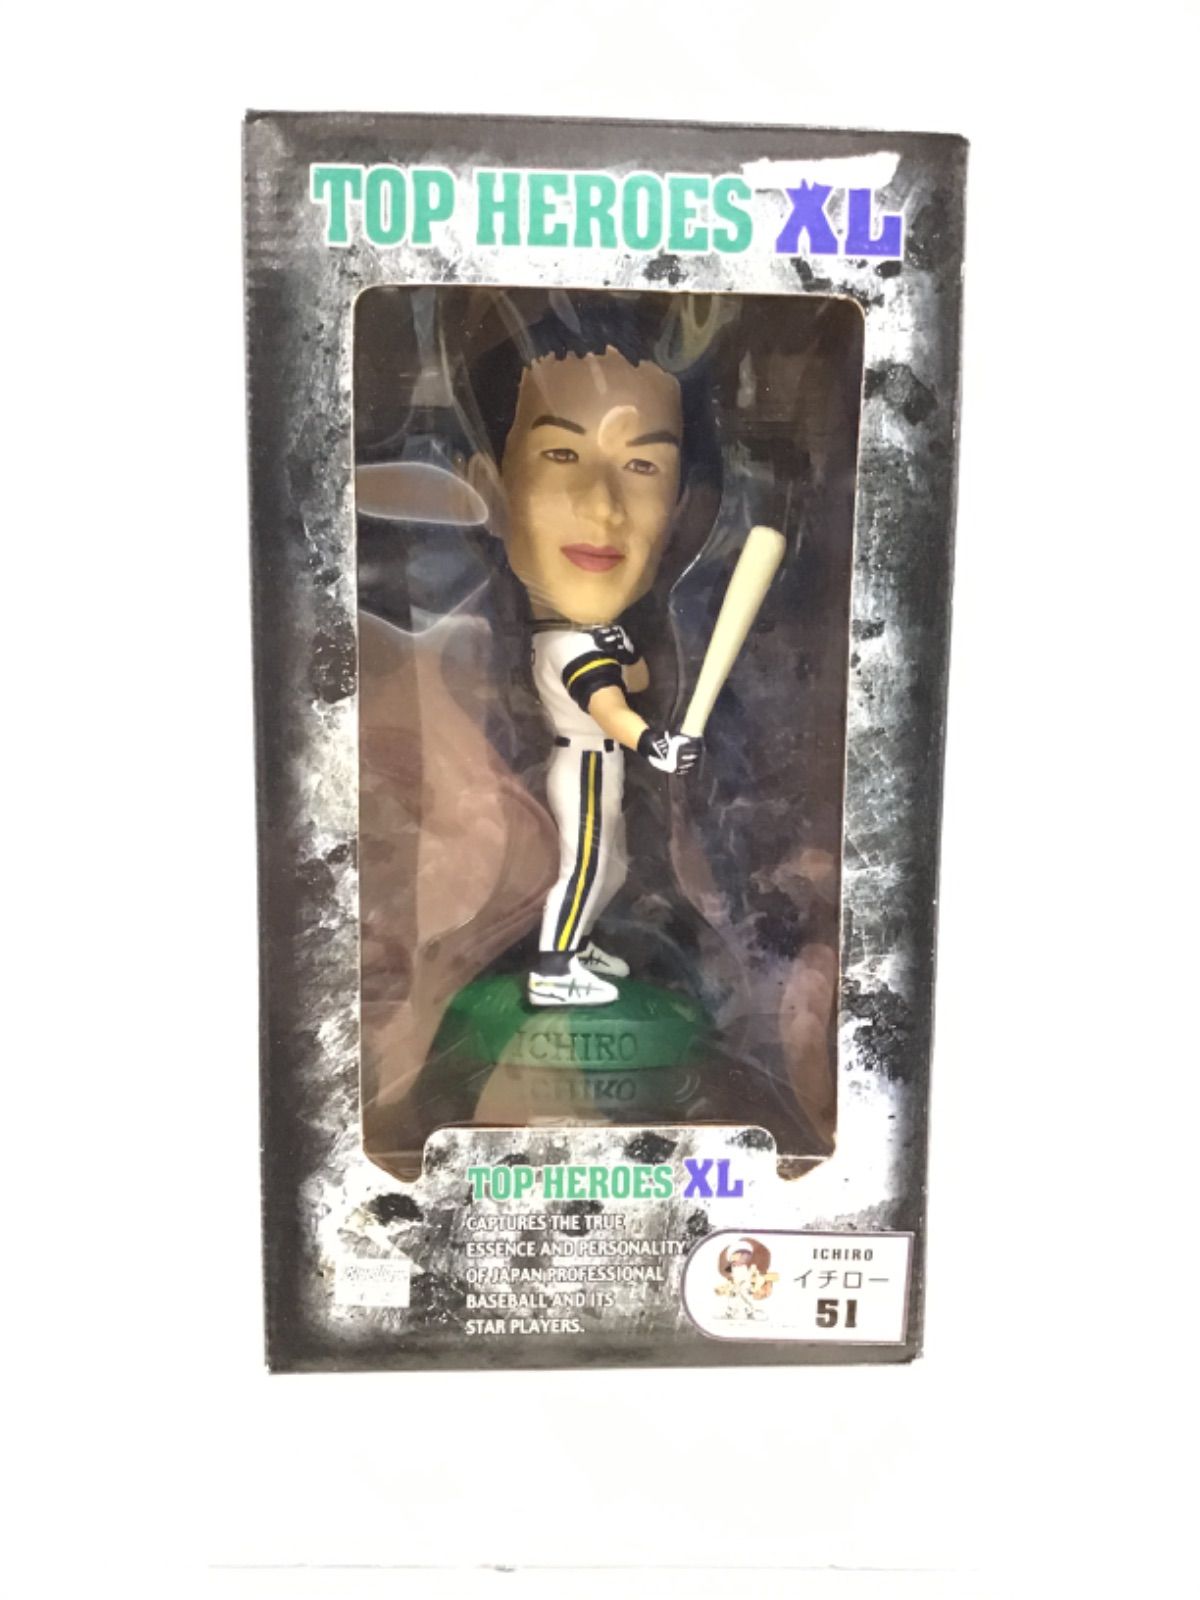 TOP HEROES XL
ICHIRO
TOP HEROES XL
CAPTURES THE TRUE
ESSENCE AND PERSONALITY
OF JAPAN PROFESSIONAL
BASEBALL AND ITS
STAR PLAYERS.
ICHIRO
イチロー
51